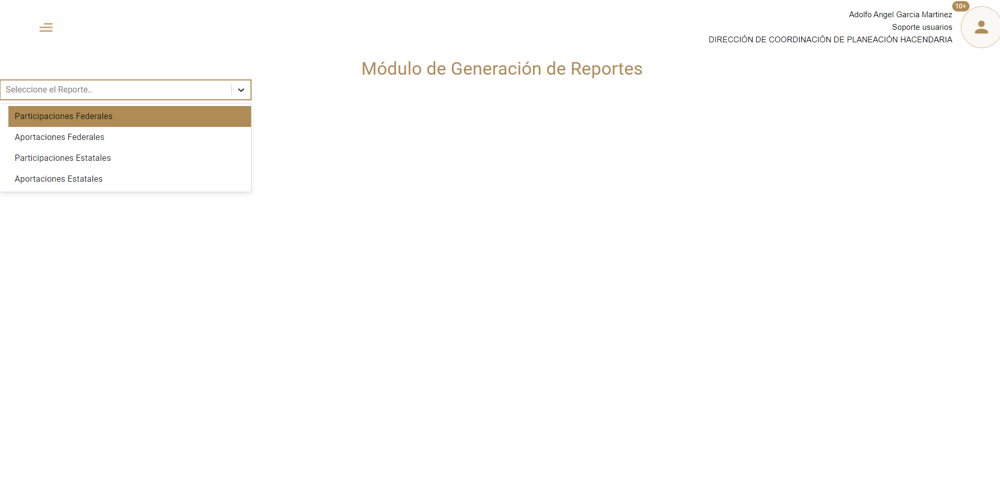 10+
Adolfo Angel Garcia Martinez
Soporte usuarios
DIRECCIÓN DE COORDINACIÓN DE PLANEACIÓN HACENDARIA
Módulo de Generación de Reportes
Seleccione el Reporte..
Participaciones Federales
Aportaciones Federales
Participaciones Estatales
Aportaciones Estatales